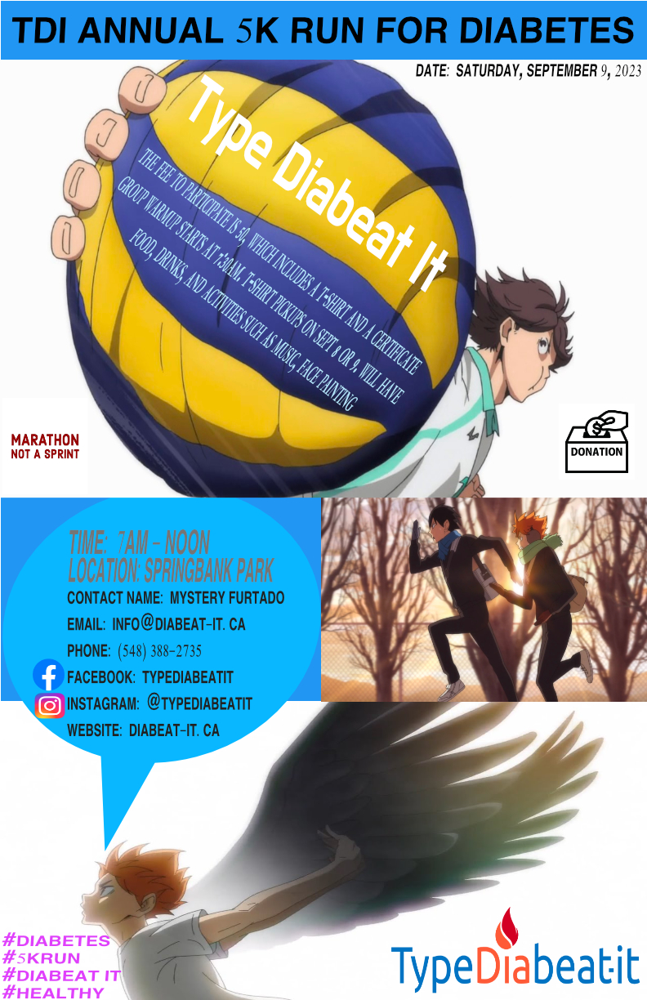 TDI ANNUAL 5K RUN FOR DIABETES
DATE: SATURDAY, SEPTEMBER 9, 2023
Type Diabeat It
THE FEE TO PARTICIPATE IS 30, WHICH INCLUDES A T-SHIRT AND A CERTIFICATE
GROUP WARMUP STARTS AT 7:30AM. T-SHIRT PICKUPS ON SEPT 8 OR 9, WILL HAVE
FOOD, DRINKS, AND ACTIVITIES SUCH AS MUSIC, FACE PAINTING
MARATHON
NOT A SPRINT
$
DONATION
TIME: 7AM - NOON
LOCATION: SPRINGBANK PARK
CONTACT NAME: MYSTERY FURTADO
EMAIL: INFO@DIABEAT-IT. CA
PHONE: (548) 388-2735
FACEBOOK: TYPEDIABEATIT
INSTAGRAM: @TYPEDIABEATIT
WEBSITE: DIABEAT-IT. CA
#DIABETES
#5KRUN
#DIABEAT IT
#HEALTHY
TypeDiabeat-it